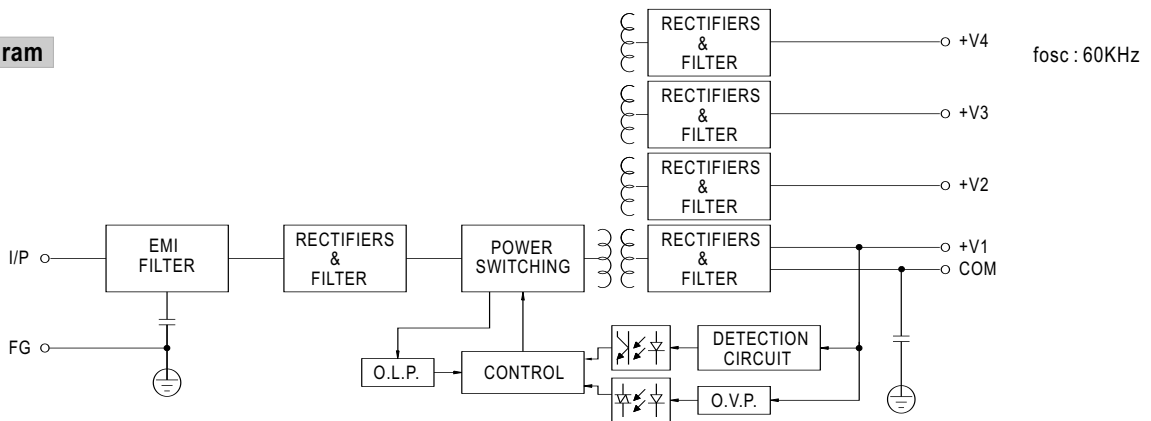 ram
fosc : 60KHz
RECTIFIERS
&
FILTER
+V4
RECTIFIERS
&
FILTER
+V3
RECTIFIERS
&
FILTER
+V2
I/P
EMI
FILTER
RECTIFIERS
&
FILTER
POWER
SWITCHING
RECTIFIERS
&
FILTER
+V1
COM
FG
O.L.P.
CONTROL
DETECTION
CIRCUIT
O.V.P.